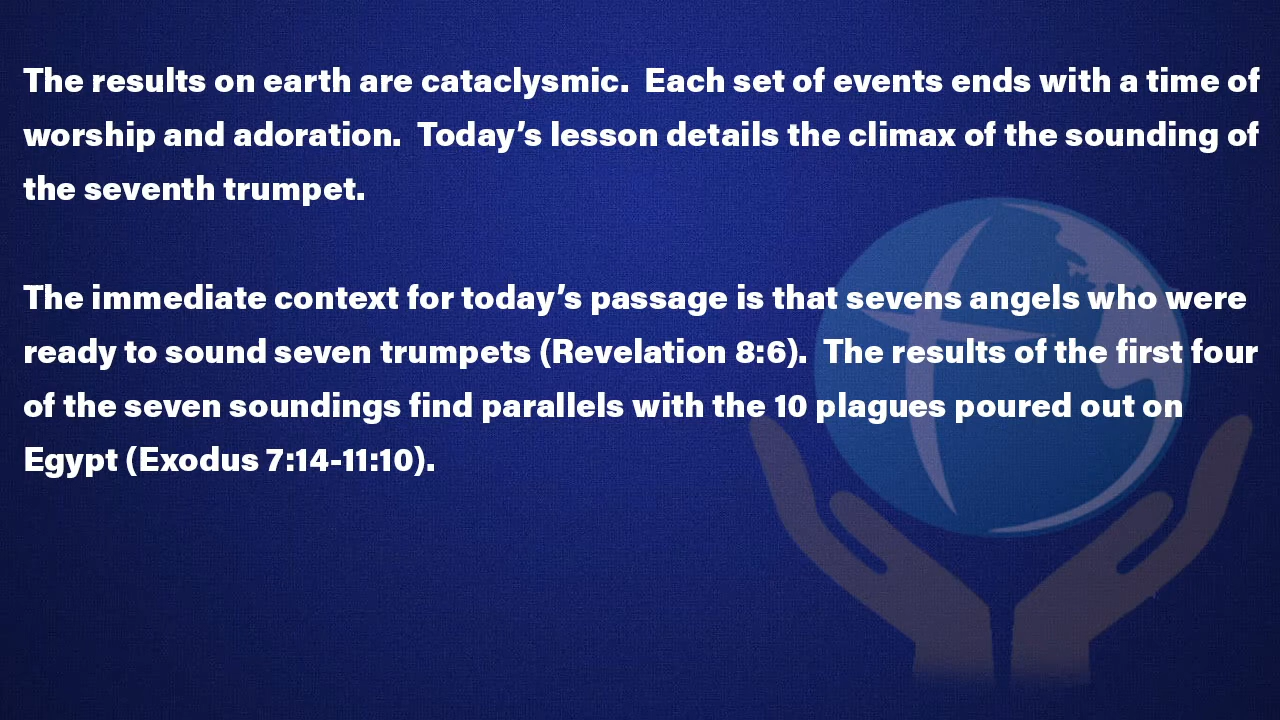 The results on earth are cataclysmic.  Each set of events ends with a time of
worship and adoration.  Today’s lesson details the climax of the sounding of
the seventh trumpet.
The immediate context for today’s passage is that sevens angels who were
ready to sound seven trumpets (Revelation 8:6).  The results of the first four
of the seven soundings find parallels with the 10 plagues poured out on
Egypt (Exodus 7:14-11:10).